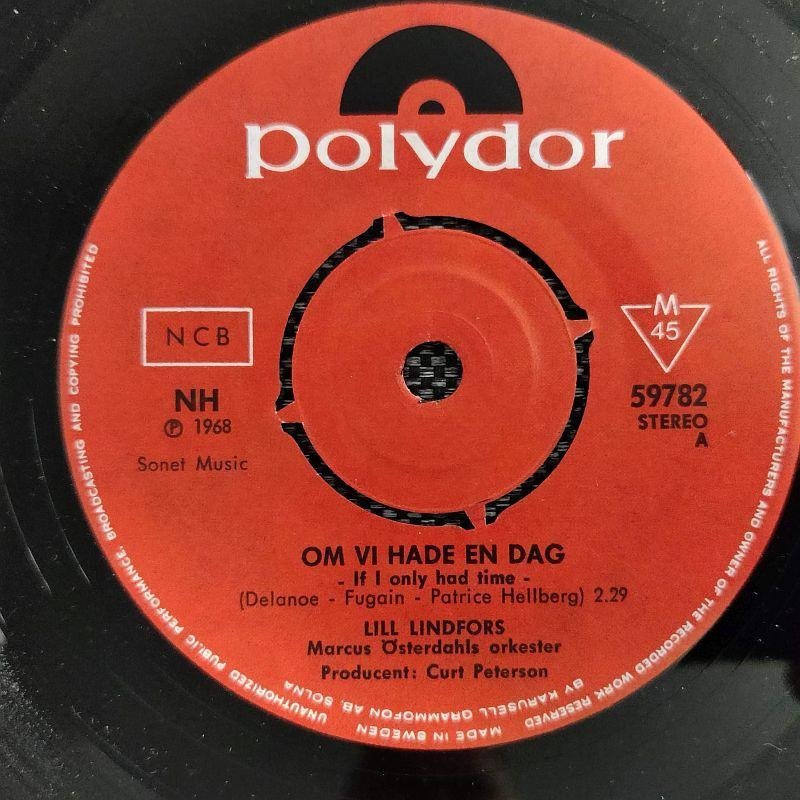 polydor
NCB
NH
℗ 1968
Sonet Music
M
45
59782
STEREO
A
OM VI HADE EN DAG
- If I only had time -
(Delanoe - Fugain - Patrice Hellberg) 2.29
LILL LINDFORS
Marcus Österdahls orkester
Producent: Curt Peterson
ALL RIGHTS OF THE MANUFACTURERS AND OWNER OF THE RECORDED WORK RESERVED
UNAUTHORIZED PUBLIC PERFORMANCE, BROADCASTING AND COPYING PROHIBITED
MADE IN SWEDEN
BY KARUSELL GRAMMOFON AB, SOLNA